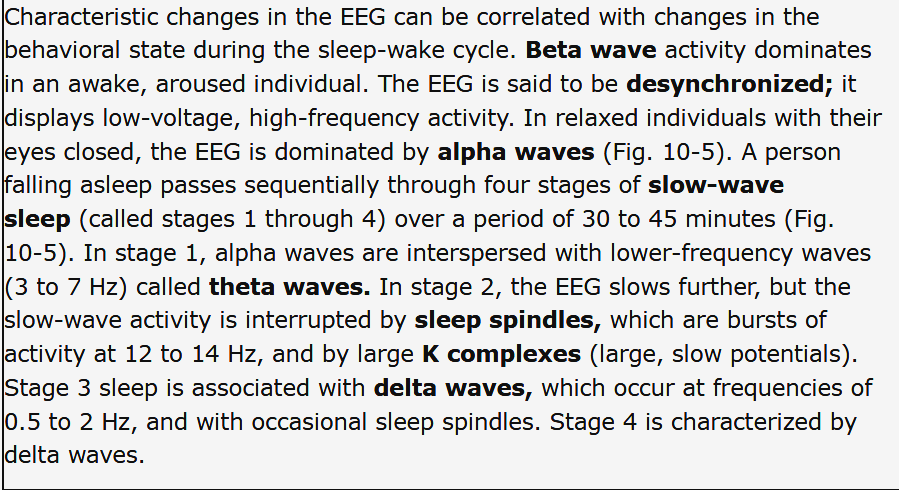 Characteristic changes in the EEG can be correlated with changes in the
behavioral state during the sleep-wake cycle. Beta wave activity dominates
in an awake, aroused individual. The EEG is said to be desynchronized; it
displays low-voltage, high-frequency activity. In relaxed individuals with their
eyes closed, the EEG is dominated by alpha waves (Fig. 10-5). A person
falling asleep passes sequentially through four stages of slow-wave
sleep (called stages 1 through 4) over a period of 30 to 45 minutes (Fig.
10-5). In stage 1, alpha waves are interspersed with lower-frequency waves
(3 to 7 Hz) called theta waves. In stage 2, the EEG slows further, but the
slow-wave activity is interrupted by sleep spindles, which are bursts of
activity at 12 to 14 Hz, and by large K complexes (large, slow potentials).
Stage 3 sleep is associated with delta waves, which occur at frequencies of
0.5 to 2 Hz, and with occasional sleep spindles. Stage 4 is characterized by
delta waves.